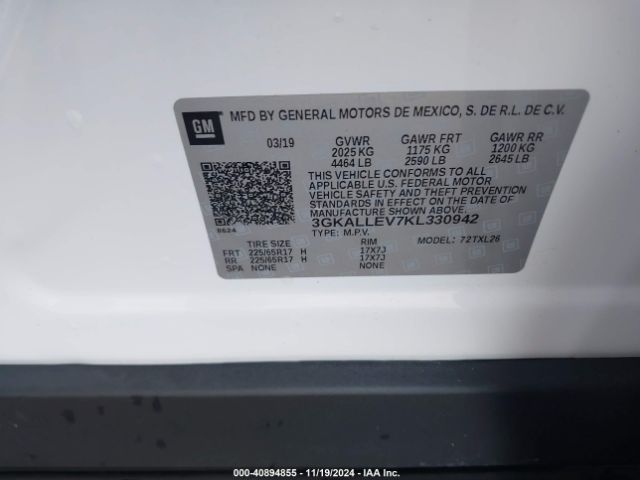 GM MFD BY GENERAL MOTORS DE MEXICO, S. DE R.L. DE C.V.
03/19 GVWR GAWR FRT GAWR RR
2025 KG 1175 KG 1200 KG
4464 LB 2590 LB 2645 LB
THIS VEHICLE CONFORMS TO ALL
APPLICABLE U.S. FEDERAL MOTOR
VEHICLE SAFETY AND THEFT PREVENTION
STANDARDS IN EFFECT ON THE DATE OF
MANUFACTURE SHOWN ABOVE.
3GKALLEV7KL330942
8624 TYPE: M.P.V. MODEL: 72TXL26
TIRE SIZE RIM
FRT 225/65R17 H 17X7J
RR 225/65R17 H 17X7J
SPA NONE NONE
000-40894855 - 11/19/2024 - IAA Inc.